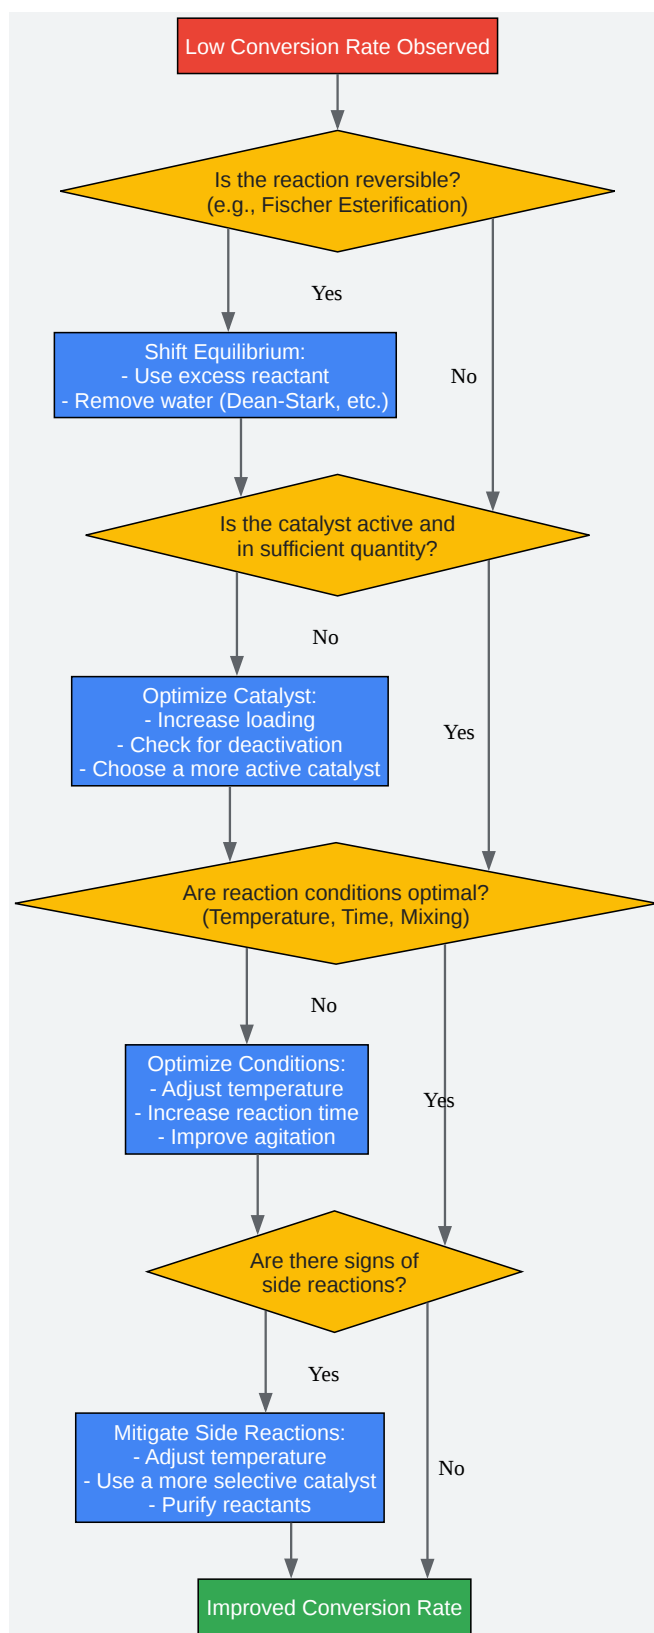 Low Conversion Rate Observed
Is the reaction reversible?
(e.g., Fischer Esterification)
Yes
Shift Equilibrium:
- Use excess reactant
- Remove water (Dean-Stark, etc.)
No
Is the catalyst active and
in sufficient quantity?
No
Optimize Catalyst:
- Increase loading
- Check for deactivation
- Choose a more active catalyst
Yes
Are reaction conditions optimal?
(Temperature, Time, Mixing)
No
Optimize Conditions:
- Adjust temperature
- Increase reaction time
- Improve agitation
Yes
Are there signs of
side reactions?
Yes
Mitigate Side Reactions:
- Adjust temperature
- Use a more selective catalyst
- Purify reactants
No
Improved Conversion Rate